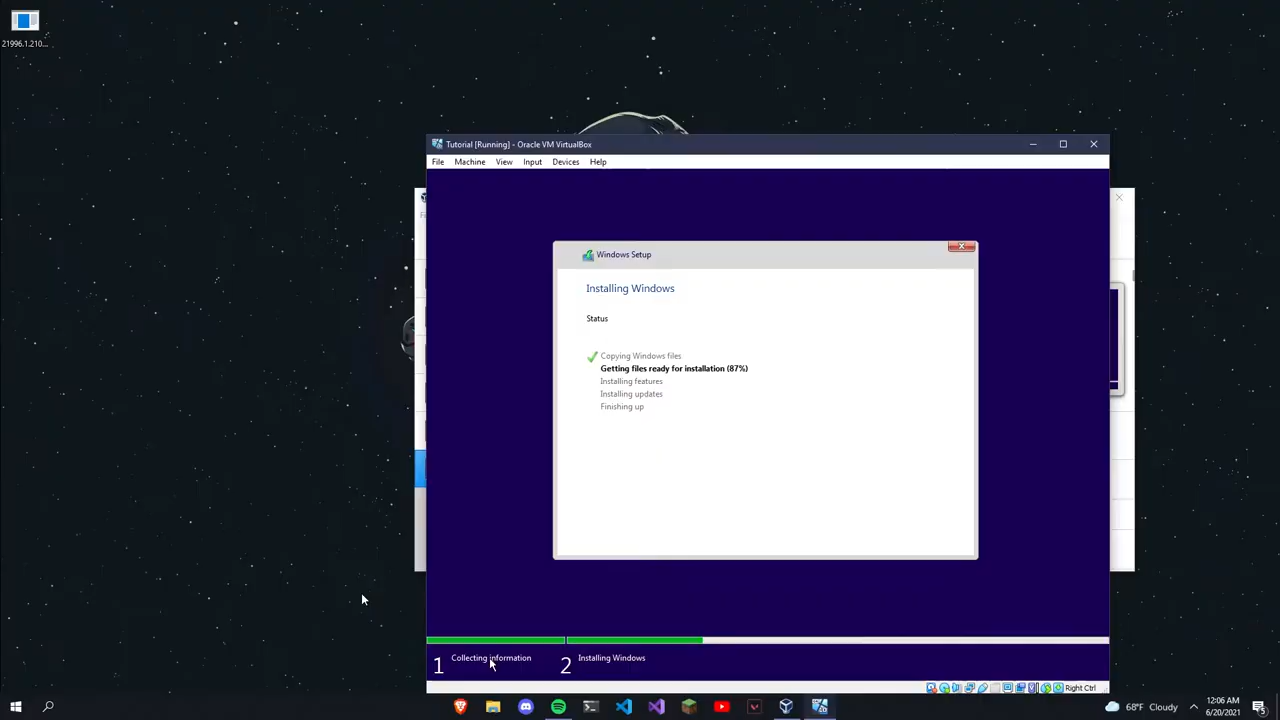 21996.1.210...
Tutorial [Running] - Oracle VM VirtualBox
File Machine View Input Devices Help
Windows Setup
Installing Windows
Status
Copying Windows files
Getting files ready for installation (87%)
Installing features
Installing updates
Finishing up
1 Collecting information 2 Installing Windows
Right Ctrl
68°F Cloudy
12:06 AM
6/20/2021